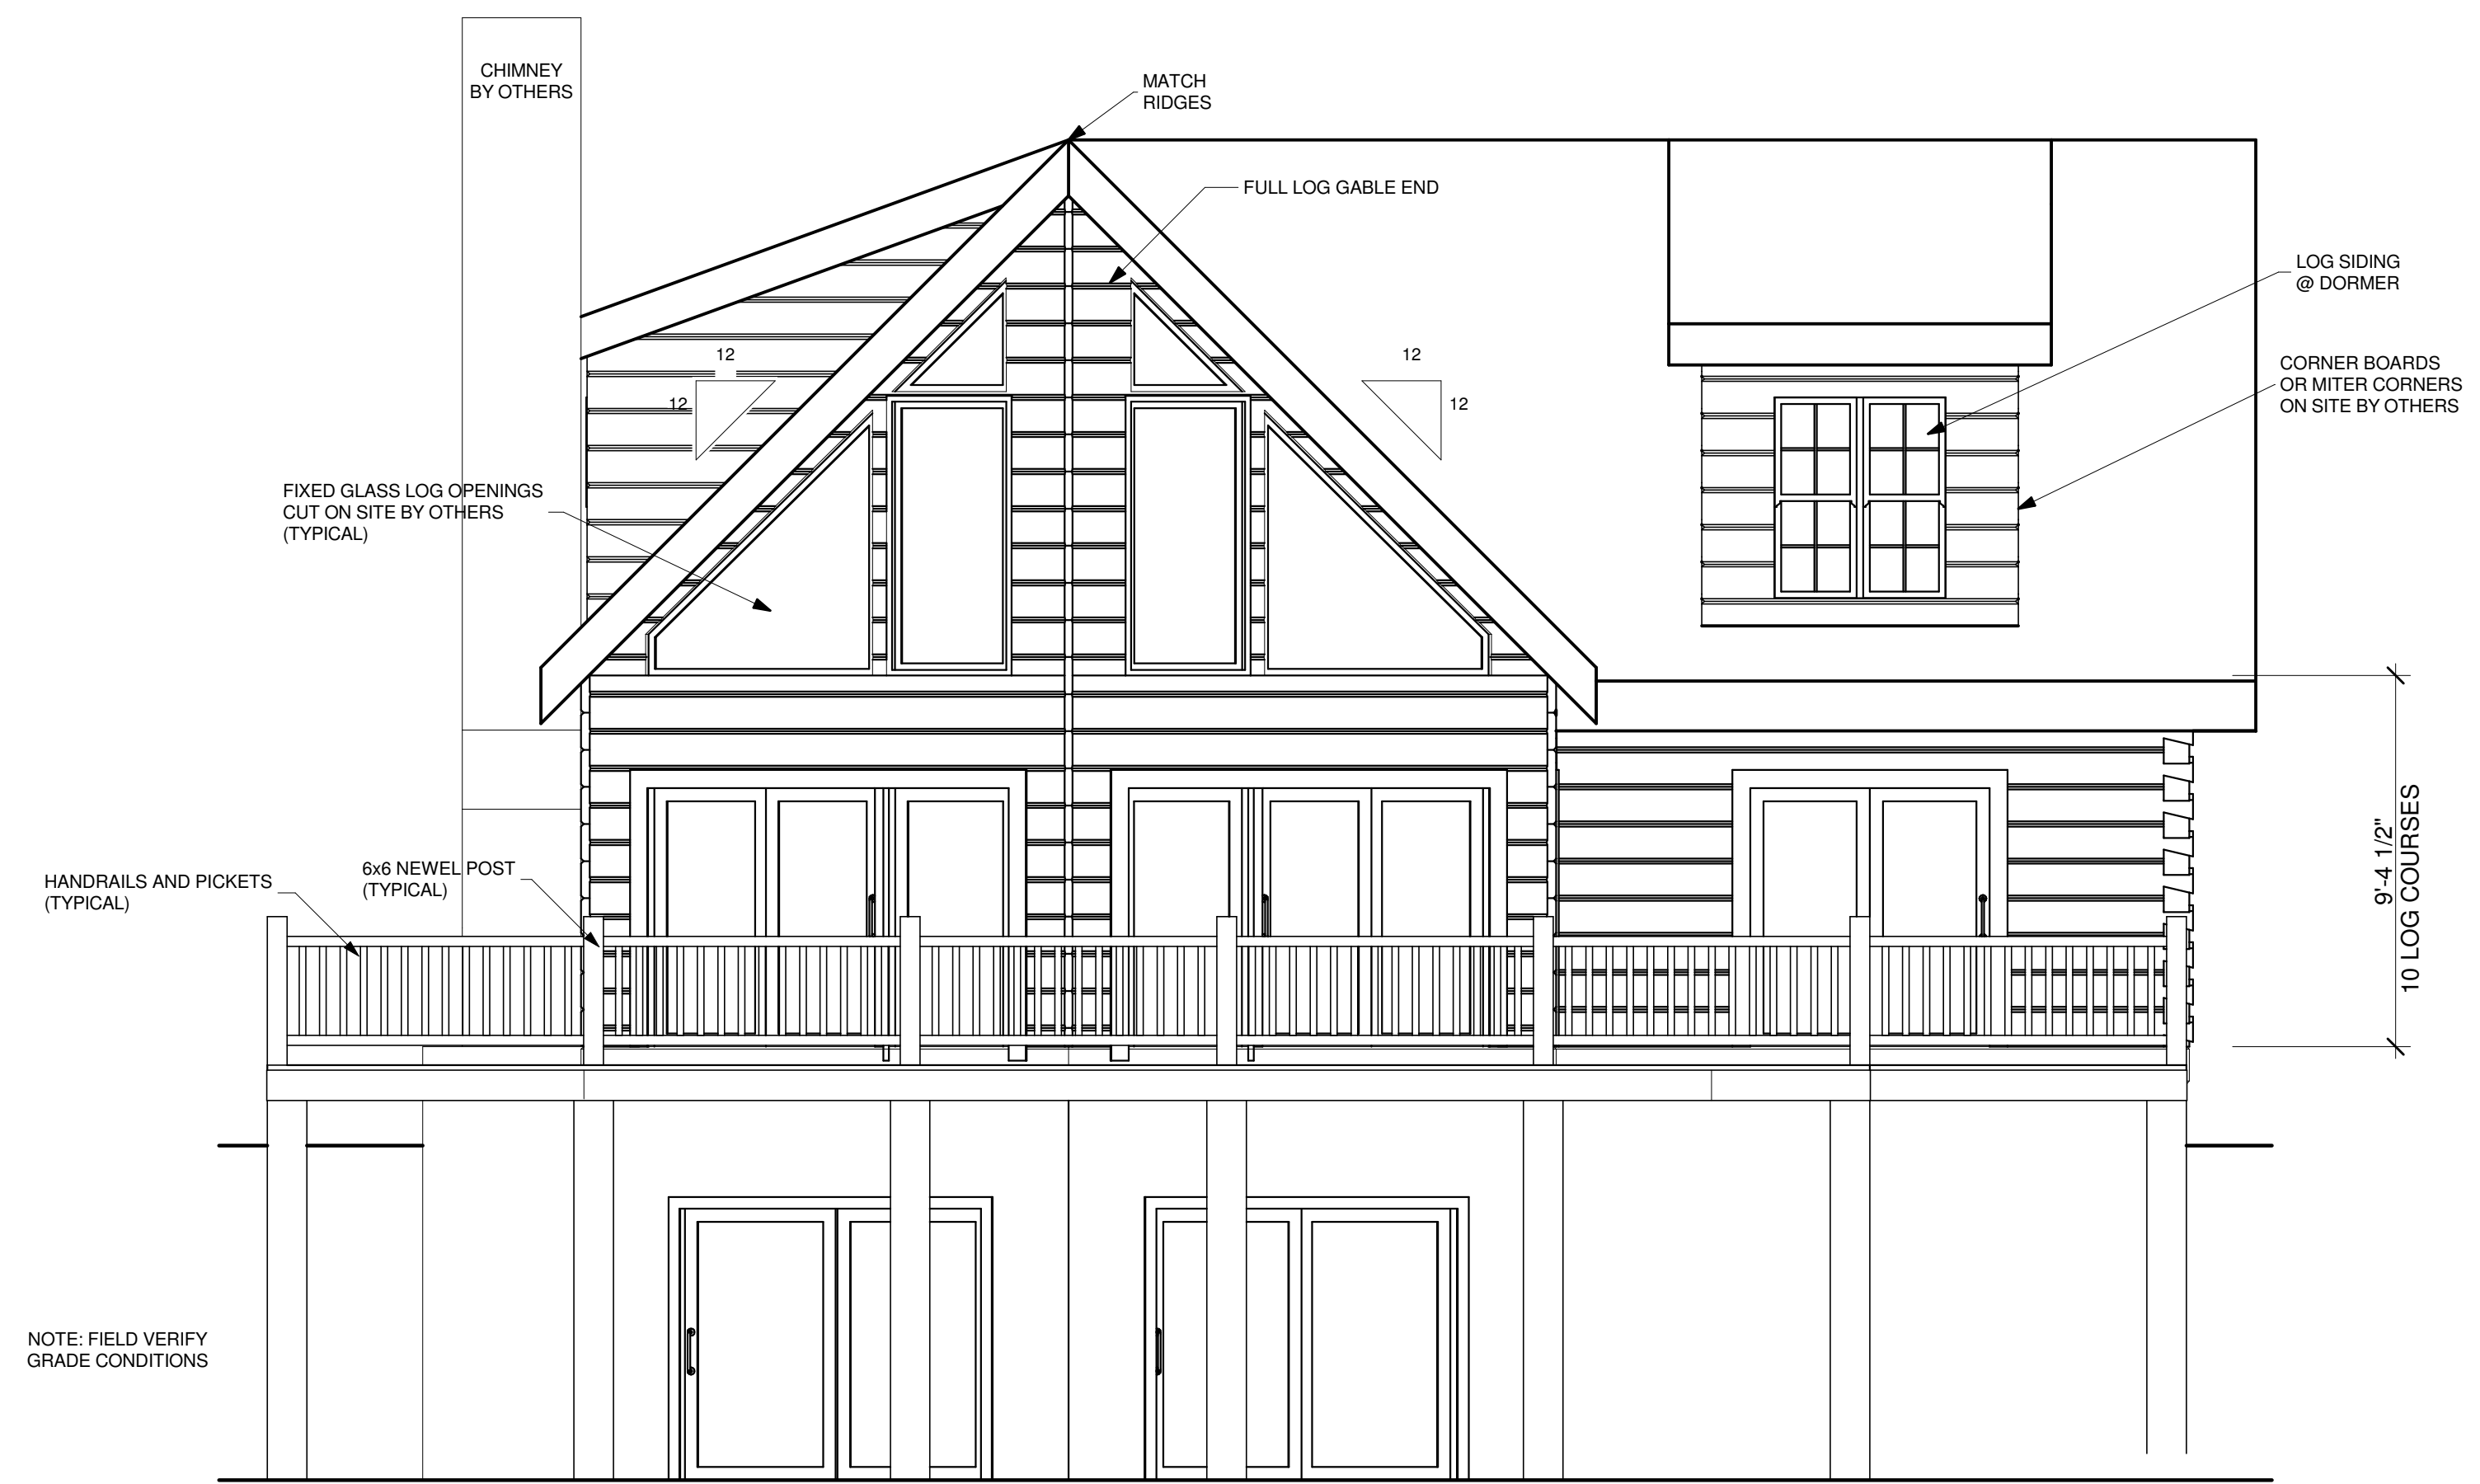 CHIMNEY
BY OTHERS
MATCH
RIDGES
FULL LOG GABLE END
LOG SIDING
@ DORMER
CORNER BOARDS
OR MITER CORNERS
ON SITE BY OTHERS
12
12
12
12
FIXED GLASS LOG OPENINGS
CUT ON SITE BY OTHERS
(TYPICAL)
HANDRAILS AND PICKETS
(TYPICAL)
6x6 NEWEL POST
(TYPICAL)
9'-4 1/2"
10 LOG COURSES
NOTE: FIELD VERIFY
GRADE CONDITIONS